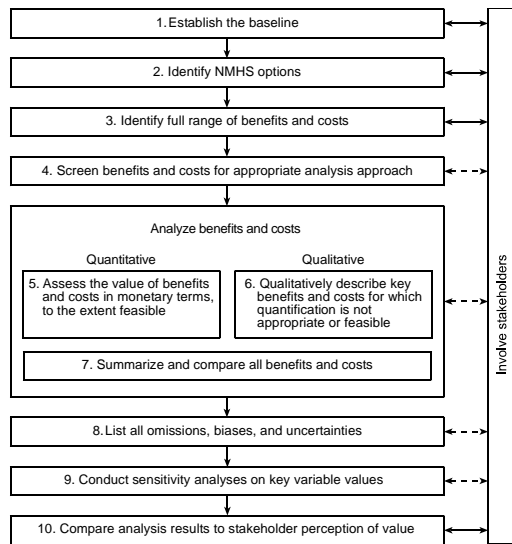 1. Establish the baseline
2. Identify NMHS options
3. Identify full range of benefits and costs
4. Screen benefits and costs for appropriate analysis approach
Analyze benefits and costs
Quantitative
5. Assess the value of benefits
and costs in monetary terms,
to the extent feasible
Qualitative
6. Qualitatively describe key
benefits and costs for which
quantification is not
appropriate or feasible
7. Summarize and compare all benefits and costs
8. List all omissions, biases, and uncertainties
9. Conduct sensitivity analyses on key variable values
10. Compare analysis results to stakeholder perception of value
Involve stakeholders